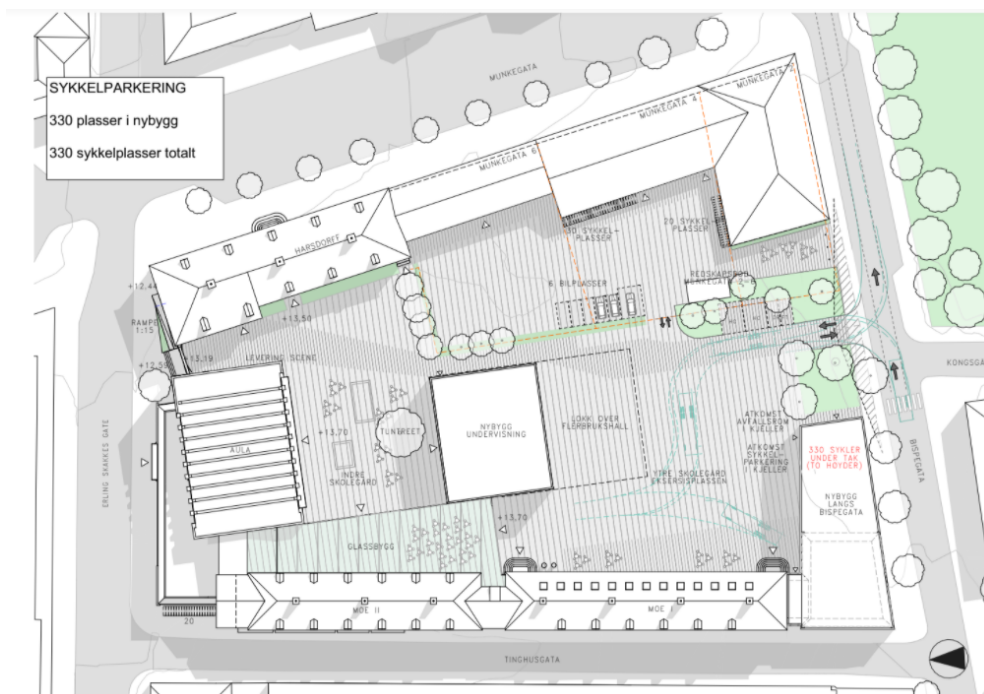 SYKKELPARKERING
330 plasser i nybygg
330 sykkelplasser totalt
MUNKEGATA
MUNKEGATA 2
MUNKEGATA 4
MUNKEGATA 6
HARSDORFF
SYKKEL-
PLASSER
20 SYKKEL-
PLASSER
REDSKAPSBOD
6 BILPLASSER
+12.44
RAMPE
1:15
+13,50
+13,19
LEVERING SCENE
KONGSGA
ERLING SKAKKES GATE
AULA
+13,70
TUNTREET
INDRE
SKOLEGÅRD
NYBYGG
UNDERVISNING
LOKK OVER
FLERBRUKSHALL
ATKOMST
AVFALLSROM
I KJELLER
ATKOMST
SYKKEL-
PARKERING
I KJELLER
YTRE SKOLEGÅRD
EKSERSISPLASSEN
330 SYKLER
UNDER TAK
(TO HØYDER)
NYBYGG
LANGS
BISPEGATA
BISPEGATA
+13,70
GLASSBYGG
MOE II
MOE I
20
TINGHUSGATA